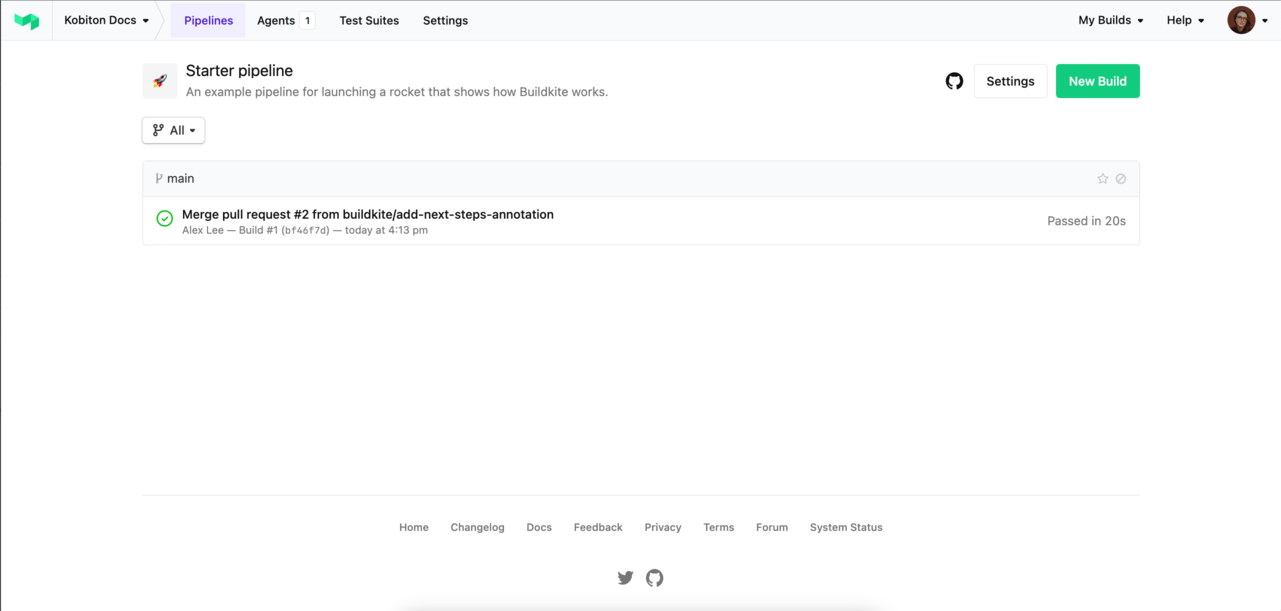 Kobiton Docs Pipelines Agents 1 Test Suites Settings My Builds Help
Starter pipeline
An example pipeline for launching a rocket that shows how Buildkite works.
Settings New Build
All
main
Merge pull request #2 from buildkite/add-next-steps-annotation
Alex Lee — Build #1 (bf46f7d) — today at 4:13 pm
Passed in 20s
Home Changelog Docs Feedback Privacy Terms Forum System Status